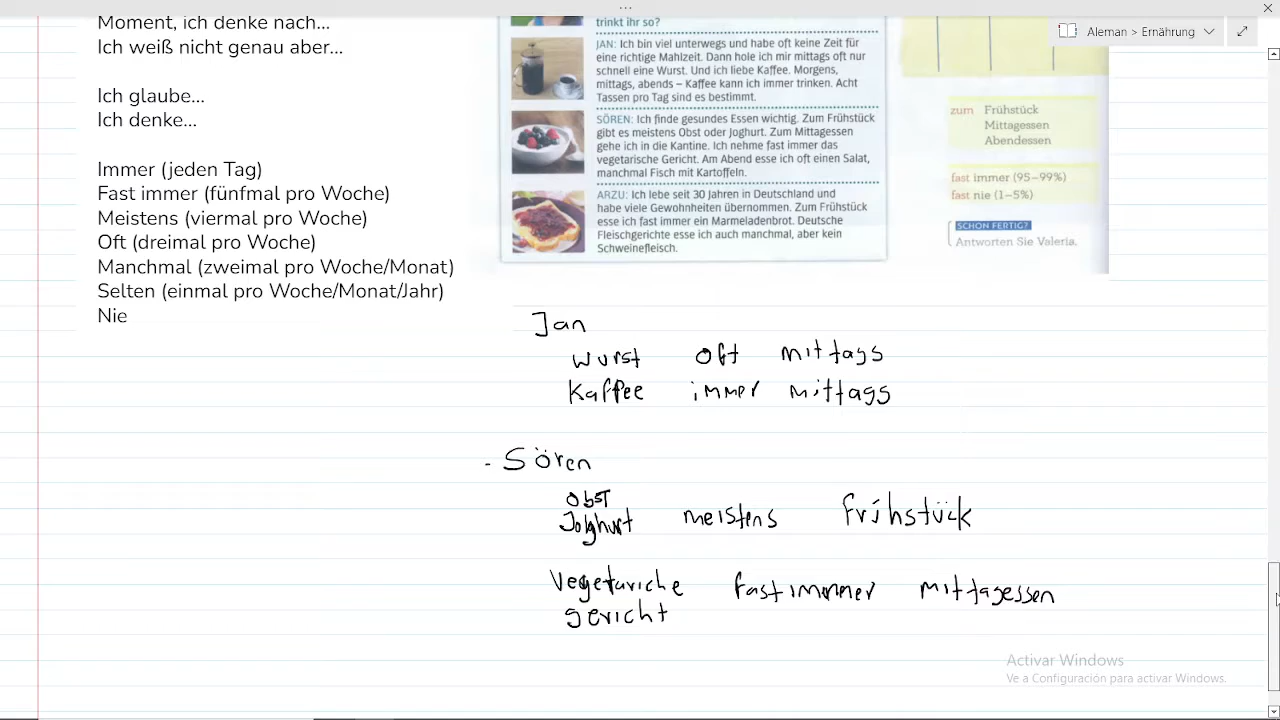 Moment, ich denke nach...
Ich weiß nicht genau aber...
Ich glaube...
Ich denke...
Immer (jeden Tag)
Fast immer (fünfmal pro Woche)
Meistens (viermal pro Woche)
Oft (dreimal pro Woche)
Manchmal (zweimal pro Woche/Monat)
Selten (einmal pro Woche/Monat/Jahr)
Nie
trinkt ihr so?
JAN: Ich bin viel unterwegs und habe oft keine Zeit für
eine richtige Mahlzeit. Dann hole ich mir mittags oft nur
schnell eine Wurst. Und ich liebe Kaffee. Morgens,
mittags, abends – Kaffee kann ich immer trinken. Acht
Tassen pro Tag sind es bestimmt.
SÖREN: Ich finde gesundes Essen wichtig. Zum Frühstück
gibt es meistens Obst oder Joghurt. Zum Mittagessen
gehe ich in die Kantine. Ich nehme fast immer das
vegetarische Gericht. Am Abend esse ich oft einen Salat,
manchmal Fisch mit Kartoffeln.
ARZU: Ich lebe seit 30 Jahren in Deutschland und
habe viele Gewohnheiten übernommen. Zum Frühstück
esse ich fast immer ein Marmeladenbrot. Deutsche
Fleischgerichte esse ich auch manchmal, aber kein
Schweinefleisch.
Alaman > Ernährung
zum Frühstück
Mittagessen
Abendessen
fast immer (95–99%)
fast nie (1–5%)
SCHON FERTIG?
Antworten Sie Valeria.
Jan
Wurst oft mittags
Kaffee immer mittags
- Sören
Obst
Joghurt meistens Frühstück
Vegetariche fast immer mittagessen
gericht
Activar Windows
Ve a Configuración para activar Windows.